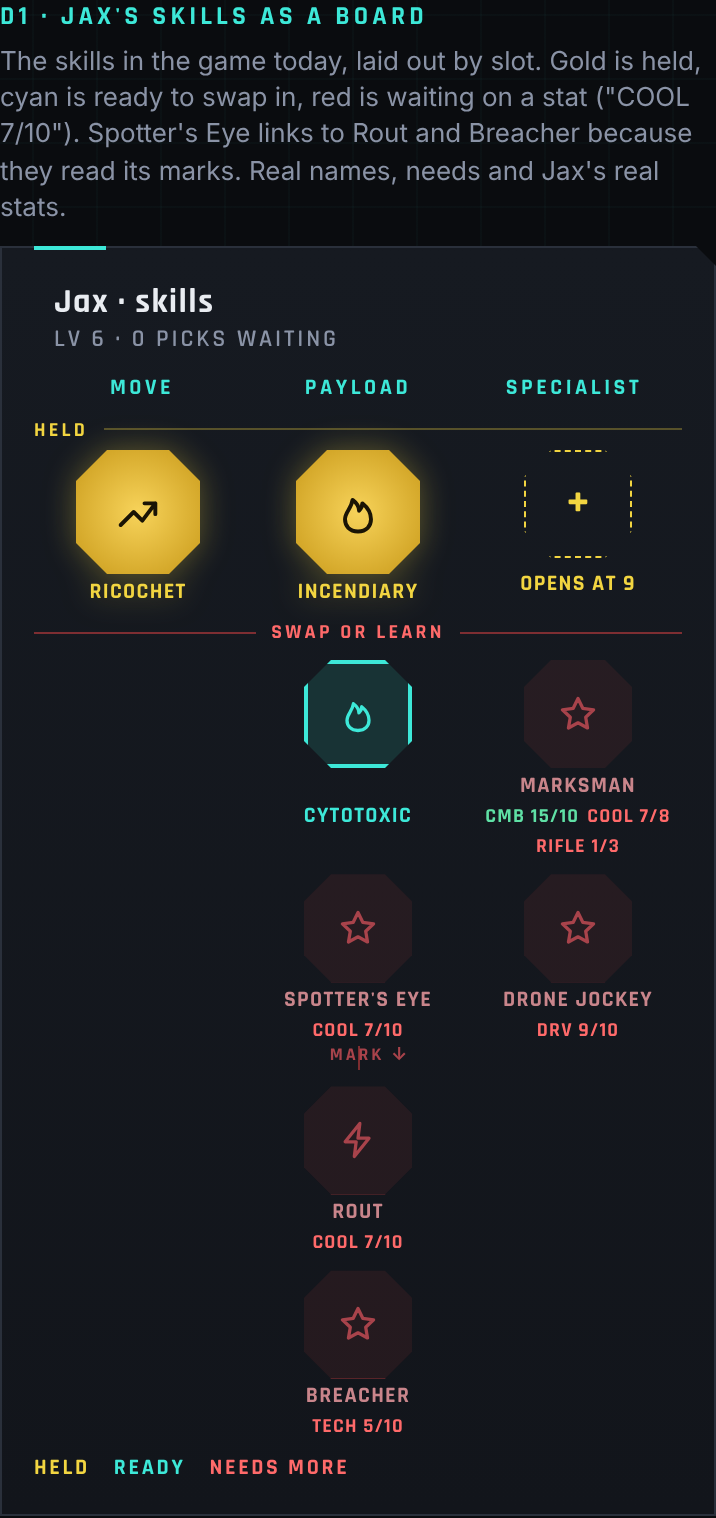 D1 · JAX'S SKILLS AS A BOARD
The skills in the game today, laid out by slot. Gold is held,
cyan is ready to swap in, red is waiting on a stat ("COOL
7/10"). Spotter's Eye links to Rout and Breacher because
they read its marks. Real names, needs and Jax's real
stats.
Jax · skills
LV 6 · 0 PICKS WAITING
MOVE PAYLOAD SPECIALIST
HELD
RICOCHET INCENDIARY OPENS AT 9
SWAP OR LEARN
CYTOTOXIC
MARKSMAN
CMB 15/10 COOL 7/8
RIFLE 1/3
SPOTTER'S EYE DRONE JOCKEY
COOL 7/10 DRV 9/10
MARK ↓
ROUT
COOL 7/10
BREACHER
TECH 5/10
HELD READY NEEDS MORE